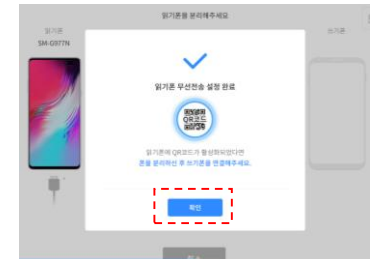 읽기폰을 분리해주세요
읽기폰
쓰기폰
SM-G977N
읽기폰 무선전송 설정 완료
QR코드
읽기폰에 QR코드가 활성화되었다면
폰을 분리하신 후 쓰기폰을 연결해주세요.
확인